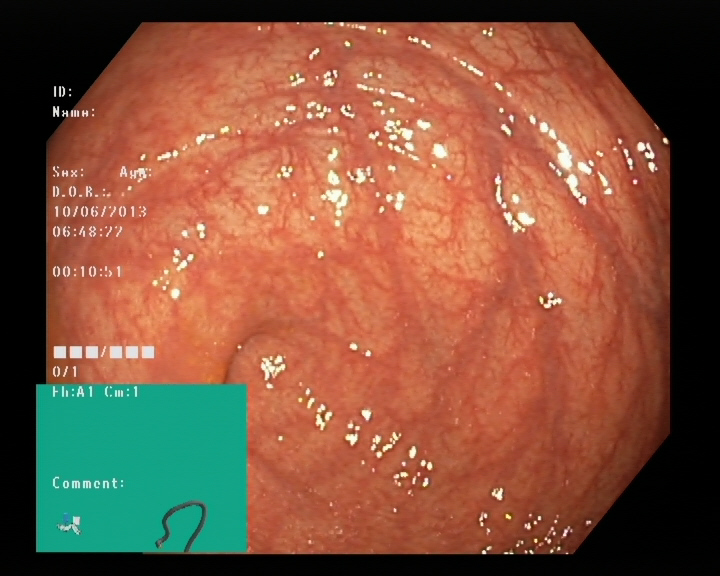 ID:
Name:
Sex: Age:
D.O.B.:
10/06/2013
06:48:22
00:10:51
■■■/■■■
0/1
Eh:A1 Cm:1
Comment: